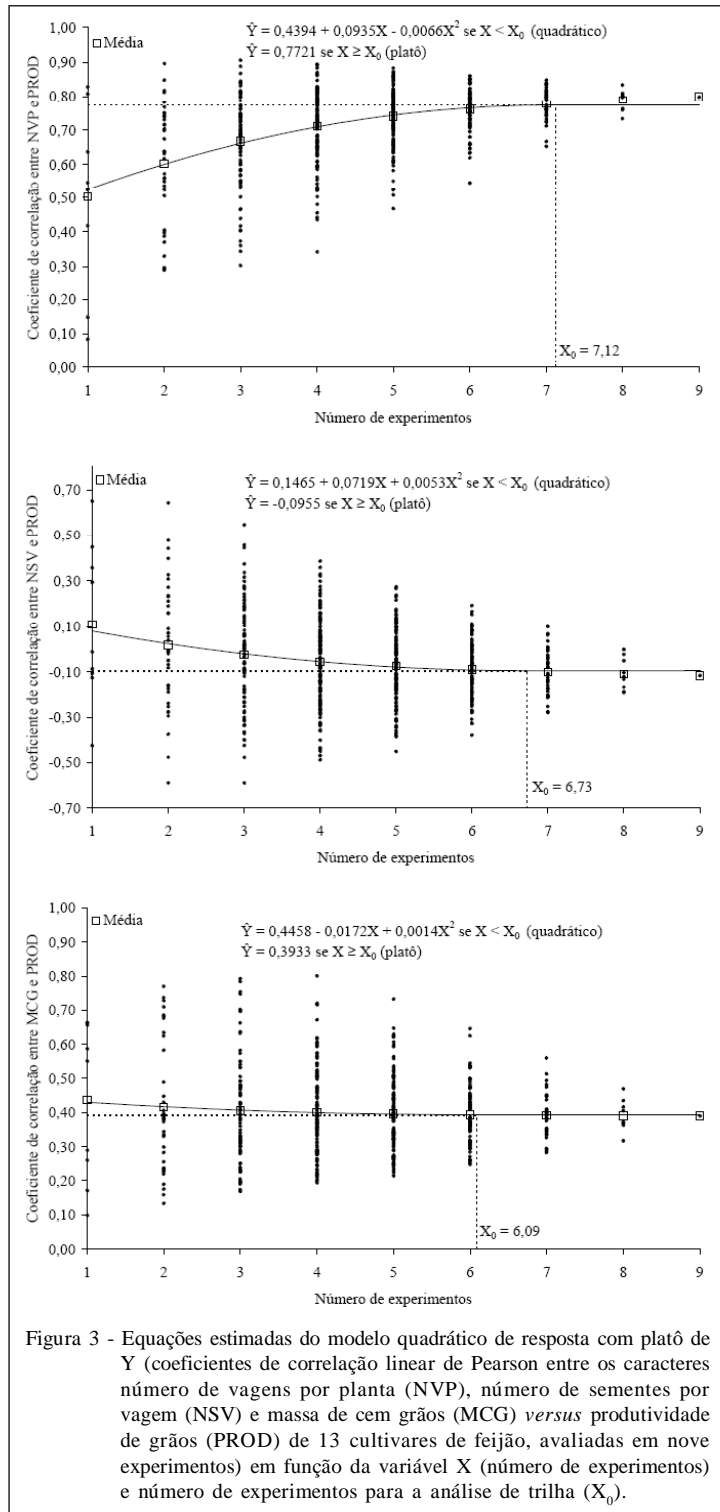 Ŷ = 0,4394 + 0,0935X - 0,0066X² se X < X₀ (quadrático)
Ŷ = 0,7721 se X ≥ X₀ (platô)
Média
Coeficiente de correlação entre NVP e PROD
1,00
0,90
0,80
0,70
0,60
0,50
0,40
0,30
0,20
0,10
0,00
X₀ = 7,12
1 2 3 4 5 6 7 8 9
Número de experimentos
Ŷ = 0,1465 + 0,0719X + 0,0053X² se X < X₀ (quadrático)
Ŷ = -0,0955 se X ≥ X₀ (platô)
Média
Coeficiente de correlação entre NSV e PROD
0,70
0,50
0,30
0,10
-0,10
-0,30
-0,50
-0,70
X₀ = 6,73
1 2 3 4 5 6 7 8 9
Número de experimentos
Ŷ = 0,4458 - 0,0172X + 0,0014X² se X < X₀ (quadrático)
Ŷ = 0,3933 se X ≥ X₀ (platô)
Média
Coeficiente de correlação entre MCG e PROD
1,00
0,90
0,80
0,70
0,60
0,50
0,40
0,30
0,20
0,10
0,00
X₀ = 6,09
1 2 3 4 5 6 7 8 9
Número de experimentos
Figura 3 - Equações estimadas do modelo quadrático de resposta com platô de
Y (coeficientes de correlação linear de Pearson entre os caracteres
número de vagens por planta (NVP), número de sementes por
vagem (NSV) e massa de cem grãos (MCG) versus produtividade
de grãos (PROD) de 13 cultivares de feijão, avaliadas em nove
experimentos) em função da variável X (número de experimentos)
e número de experimentos para a análise de trilha (X₀).